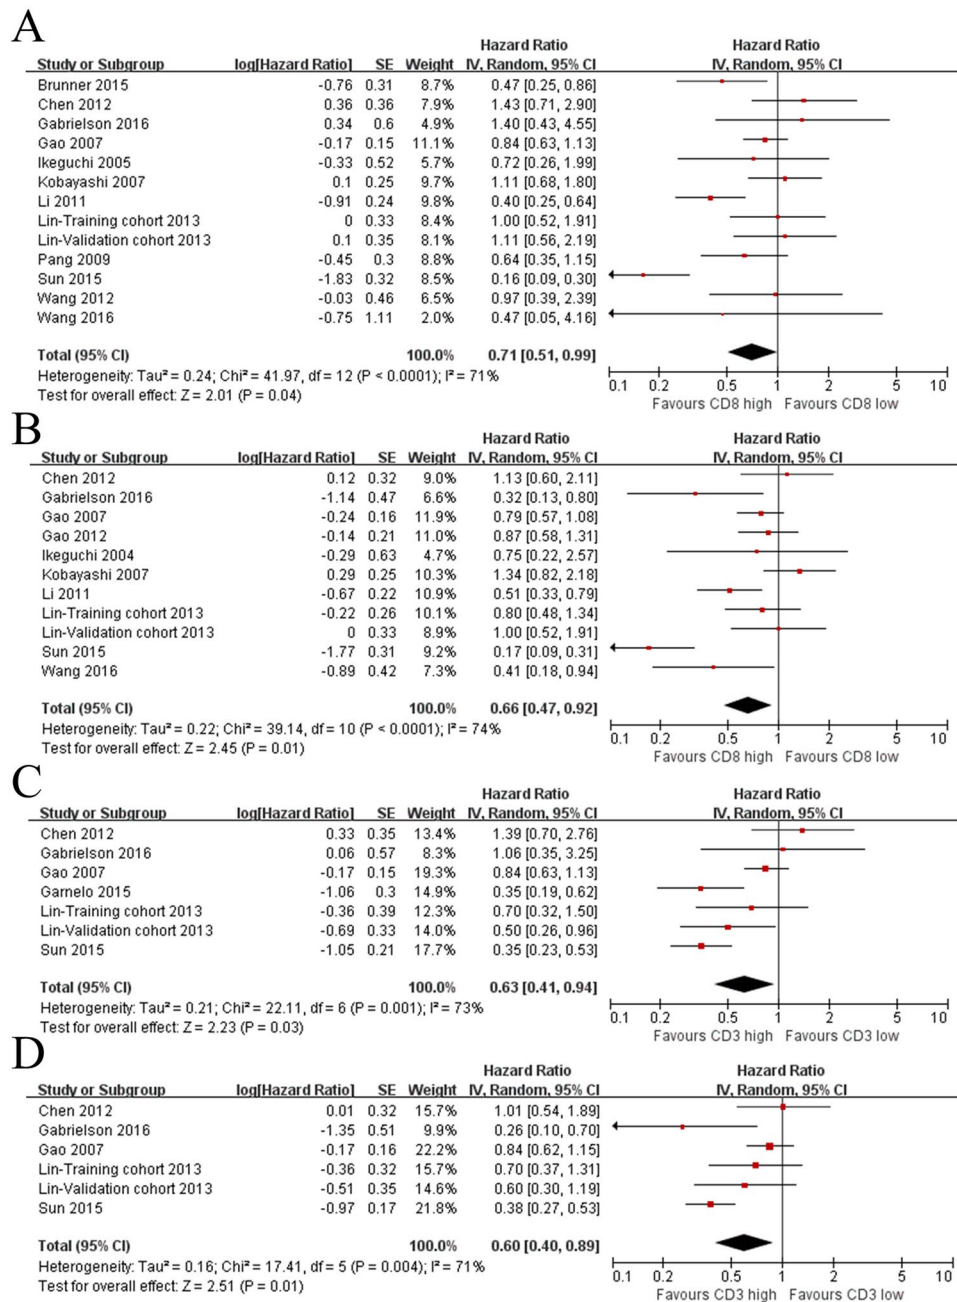 A
Hazard Ratio Hazard Ratio
Study or Subgroup log[Hazard Ratio] SE Weight IV, Random, 95% CI IV, Random, 95% CI
Brunner 2015 -0.76 0.31 8.7% 0.47 [0.25, 0.86]
Chen 2012 0.36 0.36 7.9% 1.43 [0.71, 2.90]
Gabrielson 2016 0.34 0.6 4.9% 1.40 [0.43, 4.55]
Gao 2007 -0.17 0.15 11.1% 0.84 [0.63, 1.13]
Ikeguchi 2005 -0.33 0.52 5.7% 0.72 [0.26, 1.99]
Kobayashi 2007 0.1 0.25 9.7% 1.11 [0.68, 1.80]
Li 2011 -0.91 0.24 9.8% 0.40 [0.25, 0.64]
Lin-Training cohort 2013 0 0.33 8.4% 1.00 [0.52, 1.91]
Lin-Validation cohort 2013 0.1 0.35 8.1% 1.11 [0.56, 2.19]
Pang 2009 -0.45 0.3 8.8% 0.64 [0.35, 1.15]
Sun 2015 -1.83 0.32 8.5% 0.16 [0.09, 0.30]
Wang 2012 -0.03 0.46 6.5% 0.97 [0.39, 2.39]
Wang 2016 -0.75 1.11 2.0% 0.47 [0.05, 4.16]
Total (95% CI) 100.0% 0.71 [0.51, 0.99]
Heterogeneity: Tau² = 0.24; Chi² = 41.97, df = 12 (P < 0.0001); I² = 71%
Test for overall effect: Z = 2.01 (P = 0.04)
0.1 0.2 0.5 1 2 5 10
Favours CD8 high Favours CD8 low
B
Hazard Ratio Hazard Ratio
Study or Subgroup log[Hazard Ratio] SE Weight IV, Random, 95% CI IV, Random, 95% CI
Chen 2012 0.12 0.32 9.0% 1.13 [0.60, 2.11]
Gabrielson 2016 -1.14 0.47 6.6% 0.32 [0.13, 0.80]
Gao 2007 -0.24 0.16 11.9% 0.79 [0.57, 1.08]
Gao 2012 -0.14 0.21 11.0% 0.87 [0.58, 1.31]
Ikeguchi 2004 -0.29 0.63 4.7% 0.75 [0.22, 2.57]
Kobayashi 2007 0.29 0.25 10.3% 1.34 [0.82, 2.18]
Li 2011 -0.67 0.22 10.9% 0.51 [0.33, 0.79]
Lin-Training cohort 2013 -0.22 0.26 10.1% 0.80 [0.48, 1.34]
Lin-Validation cohort 2013 0 0.33 8.9% 1.00 [0.52, 1.91]
Sun 2015 -1.77 0.31 9.2% 0.17 [0.09, 0.31]
Wang 2016 -0.89 0.42 7.3% 0.41 [0.18, 0.94]
Total (95% CI) 100.0% 0.66 [0.47, 0.92]
Heterogeneity: Tau² = 0.22; Chi² = 39.14, df = 10 (P < 0.0001); I² = 74%
Test for overall effect: Z = 2.45 (P = 0.01)
0.1 0.2 0.5 1 2 5 10
Favours CD8 high Favours CD8 low
C
Hazard Ratio Hazard Ratio
Study or Subgroup log[Hazard Ratio] SE Weight IV, Random, 95% CI IV, Random, 95% CI
Chen 2012 0.33 0.35 13.4% 1.39 [0.70, 2.76]
Gabrielson 2016 0.06 0.57 8.3% 1.06 [0.35, 3.25]
Gao 2007 -0.17 0.15 19.3% 0.84 [0.63, 1.13]
Garnelo 2015 -1.06 0.3 14.9% 0.35 [0.19, 0.62]
Lin-Training cohort 2013 -0.36 0.39 12.3% 0.70 [0.32, 1.50]
Lin-Validation cohort 2013 -0.69 0.33 14.0% 0.50 [0.26, 0.96]
Sun 2015 -1.05 0.21 17.7% 0.35 [0.23, 0.53]
Total (95% CI) 100.0% 0.63 [0.41, 0.94]
Heterogeneity: Tau² = 0.21; Chi² = 22.11, df = 6 (P = 0.001); I² = 73%
Test for overall effect: Z = 2.23 (P = 0.03)
0.1 0.2 0.5 1 2 5 10
Favours CD3 high Favours CD3 low
D
Hazard Ratio Hazard Ratio
Study or Subgroup log[Hazard Ratio] SE Weight IV, Random, 95% CI IV, Random, 95% CI
Chen 2012 0.01 0.32 15.7% 1.01 [0.54, 1.89]
Gabrielson 2016 -1.35 0.51 9.9% 0.26 [0.10, 0.70]
Gao 2007 -0.17 0.16 22.2% 0.84 [0.62, 1.15]
Lin-Training cohort 2013 -0.36 0.32 15.7% 0.70 [0.37, 1.31]
Lin-Validation cohort 2013 -0.51 0.35 14.6% 0.60 [0.30, 1.19]
Sun 2015 -0.97 0.17 21.8% 0.38 [0.27, 0.53]
Total (95% CI) 100.0% 0.60 [0.40, 0.89]
Heterogeneity: Tau² = 0.16; Chi² = 17.41, df = 5 (P = 0.004); I² = 71%
Test for overall effect: Z = 2.51 (P = 0.01)
0.1 0.2 0.5 1 2 5 10
Favours CD3 high Favours CD3 low